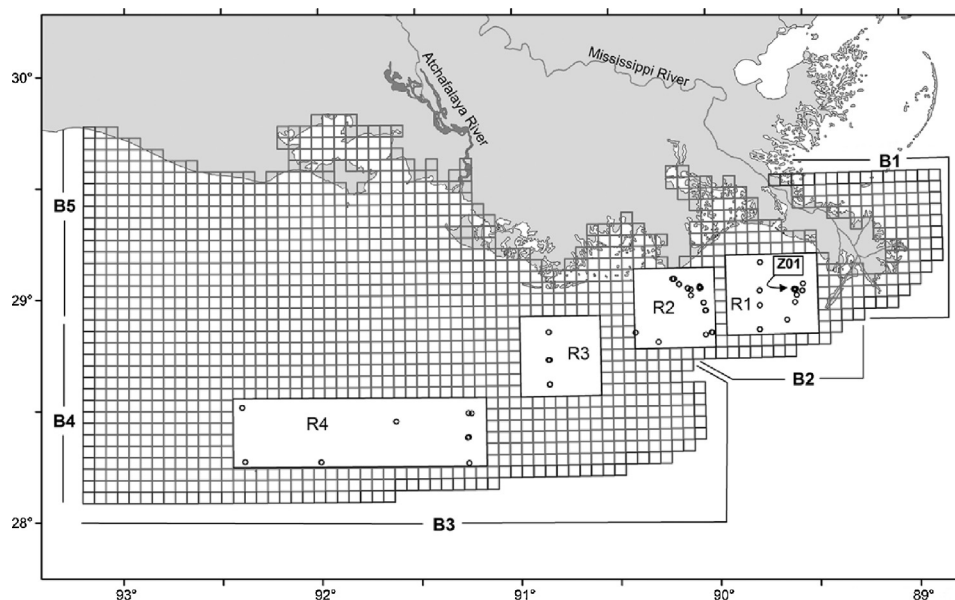 30°
Mississippi River
Atchafalaya River
B1
B5
Z01
29°
R2
R1
R3
B2
B4
R4
B3
28°
93°
92°
91°
90°
89°